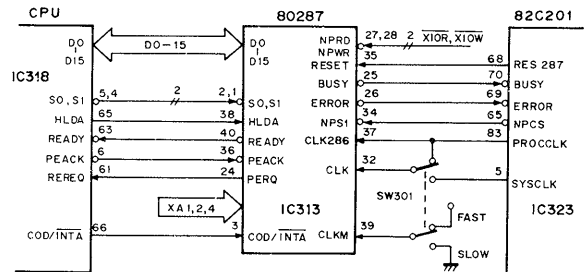 CPU 80287 82C201
D0 D0-15 D0 NPRD 27,28 2 XIOR, XIOW
I I NPWR
D15 D15 RESET 35 68 RES 287
IC318 BUSY 25 70 BUSY
S0,S1 5,4 2 2,1 S0,S1 ERROR 26 69 ERROR
HLDA 65 38 HLDA NPS1 34 65 NPCS
READY 63 40 READY CLK286 37 83 PROCCLK
PEACK 6 36 PEACK CLK 32
REREQ 61 24 PERQ 5 SYSCLK
SW301
XA1,2,4 IC313 IC323
FAST
COD/INTA 66 3 COD/INTA CLKM 39
SLOW